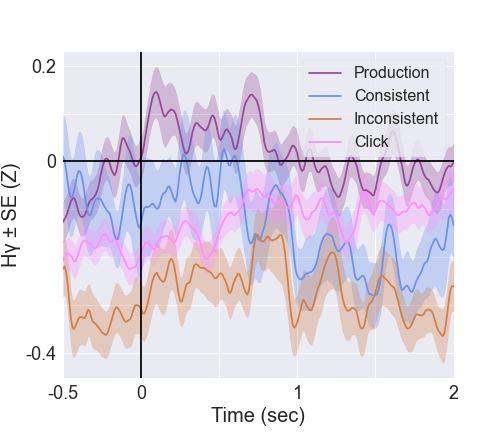 0.2
0
-0.4
Hγ ± SE (Z)
Production
Consistent
Inconsistent
Click
-0.5
0
1
2
Time (sec)